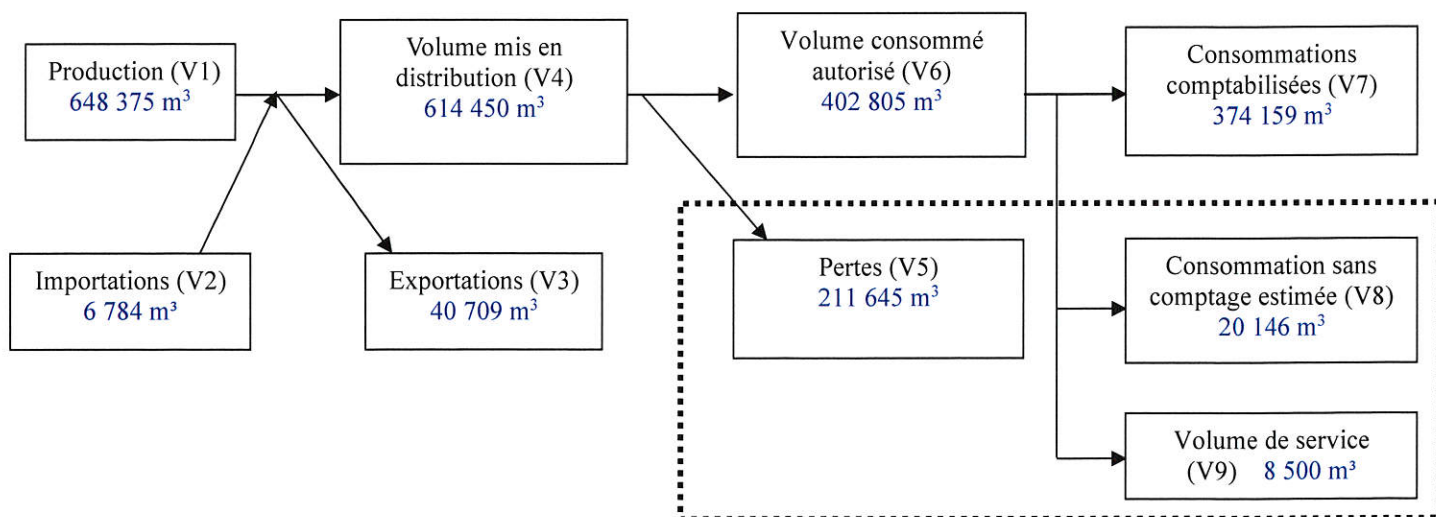 Production (V1)
648 375 m³
Volume mis en
distribution (V4)
614 450 m³
Volume consommé
autorisé (V6)
402 805 m³
Consommations
comptabilisées (V7)
374 159 m³
Importations (V2)
6 784 m³
Exportations (V3)
40 709 m³
Pertes (V5)
211 645 m³
Consommation sans
comptage estimée (V8)
20 146 m³
Volume de service
(V9) 8 500 m³